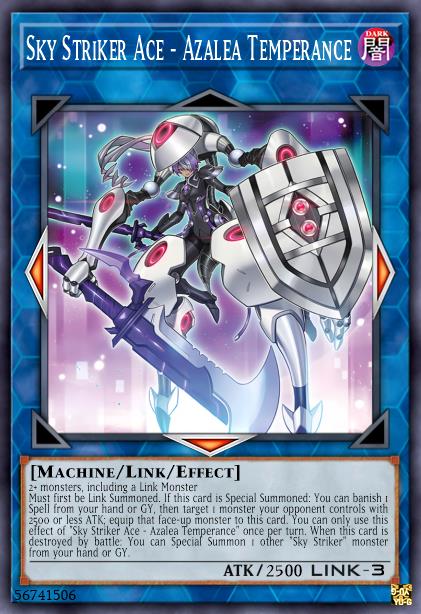 SKY STRIKER ACE - AZALEA TEMPERANCE
DARK
闇
[MACHINE/LINK/EFFECT]
2+ monsters, including a Link Monster
Must first be Link Summoned. If this card is Special Summoned: You can banish 1
Spell from your hand or GY, then target 1 monster your opponent controls with
2500 or less ATK; equip that face-up monster to this card. You can only use this
effect of "Sky Striker Ace - Azalea Temperance" once per turn. When this card is
destroyed by battle: You can Special Summon 1 other "Sky Striker" monster
from your hand or GY.
ATK/2500 LINK-3
56741506